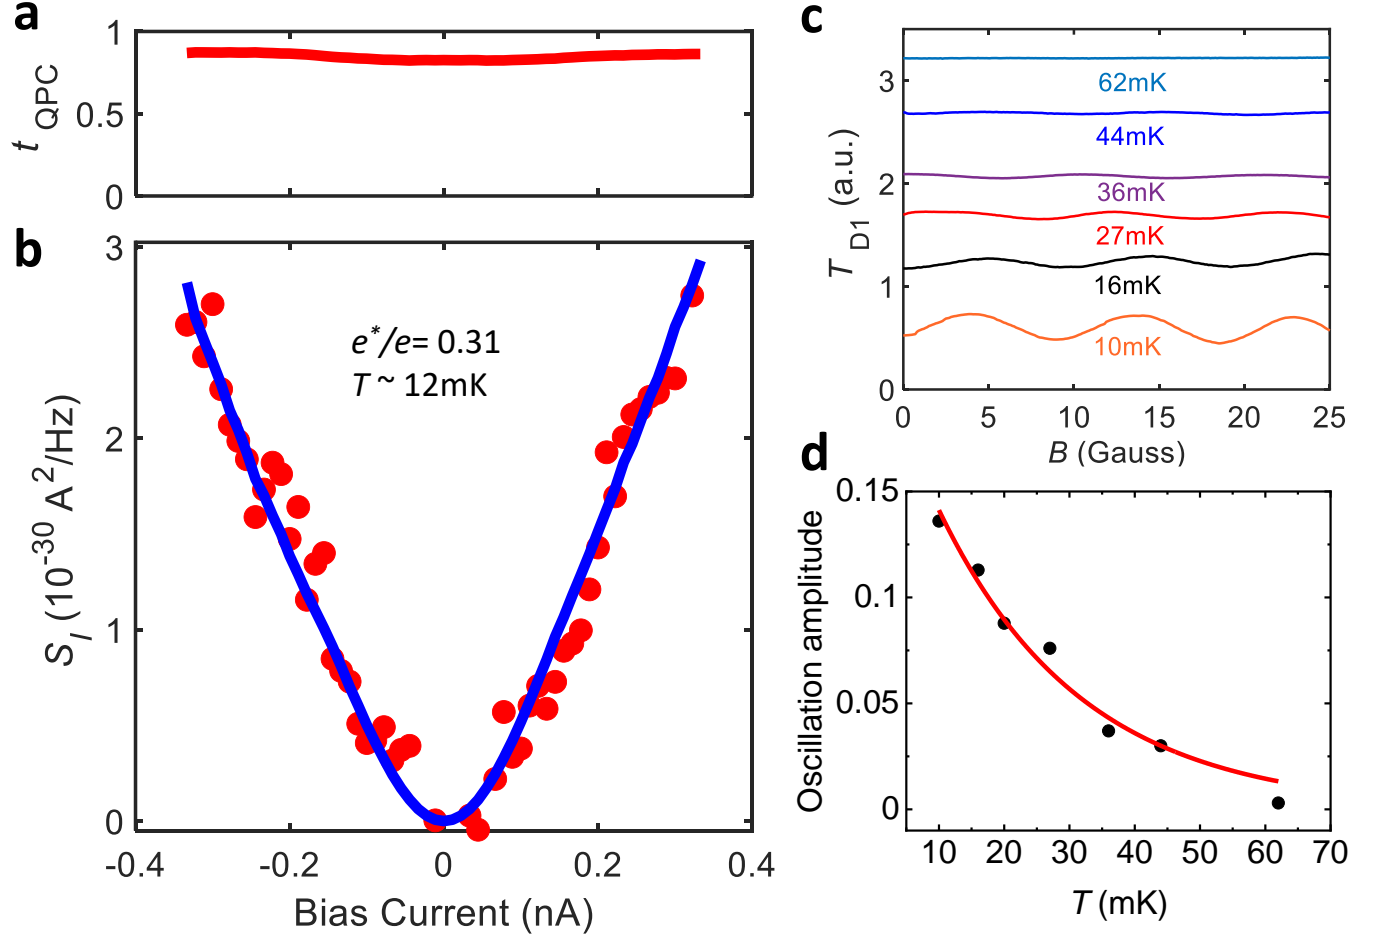 a
1
0.5
0
t QPC
b
3
2
1
0
S_I (10^-30 A^2/Hz)
e*/e= 0.31
T ~ 12mK
-0.4 -0.2 0 0.2 0.4
Bias Current (nA)
c
3
2
1
0
T D1 (a.u.)
62mK
44mK
36mK
27mK
16mK
10mK
0 5 10 15 20 25
B (Gauss)
d
0.15
0.1
0.05
0
Oscillation amplitude
10 20 30 40 50 60 70
T (mK)